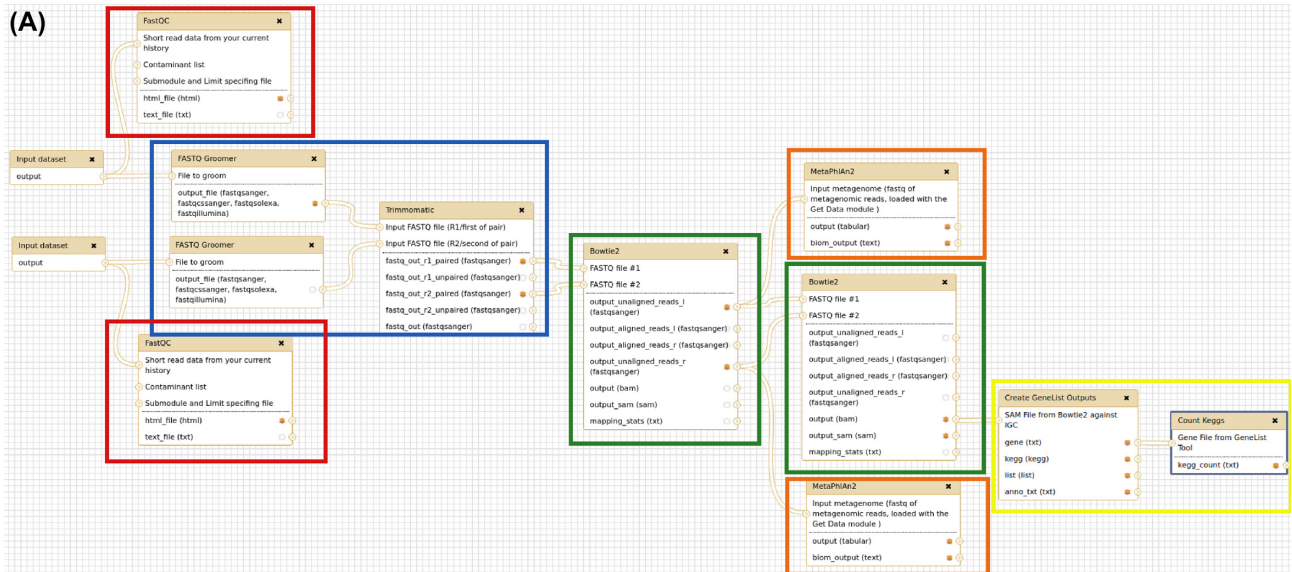 (A)
FastQC ✖
Short read data from your current
history
Contaminant list
Submodule and Limit specifing file
html_file (html)
text_file (txt)
Input dataset ✖
output
Input dataset ✖
output
FASTQ Groomer ✖
File to groom
output_file (fastqsanger,
fastqcssanger, fastqsolexa,
fastqillumina)
FASTQ Groomer ✖
File to groom
output_file (fastqsanger,
fastqcssanger, fastqsolexa,
fastqillumina)
Trimmomatic ✖
Input FASTQ file (R1/first of pair)
Input FASTQ file (R2/second of pair)
fastq_out_r1_paired (fastqsanger)
fastq_out_r1_unpaired (fastqsanger)
fastq_out_r2_paired (fastqsanger)
fastq_out_r2_unpaired (fastqsanger)
fastq_out (fastqsanger)
FastQC ✖
Short read data from your current
history
Contaminant list
Submodule and Limit specifing file
html_file (html)
text_file (txt)
Bowtie2 ✖
FASTQ file #1
FASTQ file #2
output_unaligned_reads_l
(fastqsanger)
output_aligned_reads_l (fastqsanger)
output_aligned_reads_r (fastqsanger)
output_unaligned_reads_r
(fastqsanger)
output (bam)
output_sam (sam)
mapping_stats (txt)
MetaPhlAn2 ✖
Input metagenome (fastq of
metagenomic reads, loaded with the
Get Data module )
output (tabular)
biom_output (text)
Bowtie2 ✖
FASTQ file #1
FASTQ file #2
output_unaligned_reads_l
(fastqsanger)
output_aligned_reads_l (fastqsanger)
output_aligned_reads_r (fastqsanger)
output_unaligned_reads_r
(fastqsanger)
output (bam)
output_sam (sam)
mapping_stats (txt)
MetaPhlAn2 ✖
Input metagenome (fastq of
metagenomic reads, loaded with the
Get Data module )
output (tabular)
biom_output (text)
Create GeneList Outputs ✖
SAM File from Bowtie2 against
IGC
gene (txt)
kegg (kegg)
list (list)
anno_txt (txt)
Count Keggs ✖
Gene File from GeneList
Tool
kegg_count (txt)